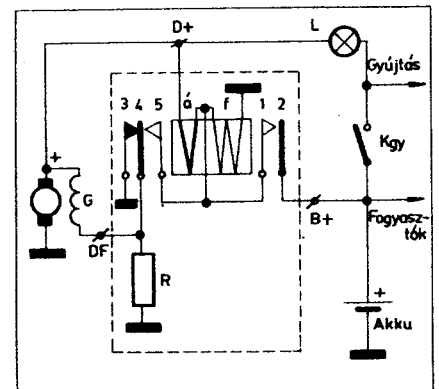 D+ L
Gyújtás
3 4 5 á f 1 2
+ G
Kgy
DF R B+
Fogyasz-
tók
+
Akku